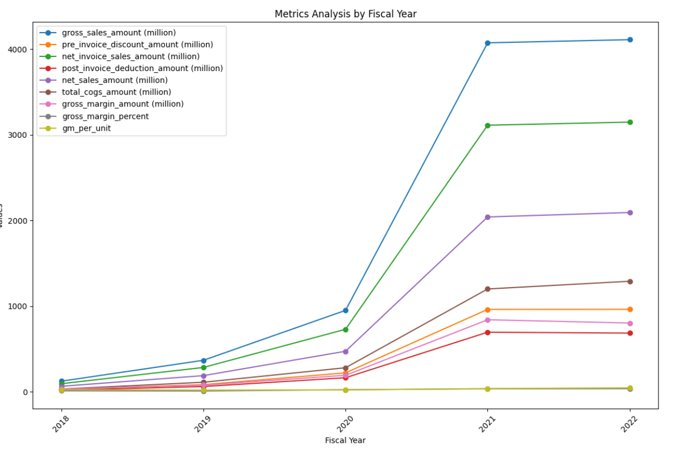 Metrics Analysis by Fiscal Year
gross_sales_amount (million)
pre_invoice_discount_amount (million)
net_invoice_sales_amount (million)
post_invoice_deduction_amount (million)
net_sales_amount (million)
total_cogs_amount (million)
gross_margin_amount (million)
gross_margin_percent
gm_per_unit
4000
3000
2000
1000
0
2018
2019
2020
2021
2022
Fiscal Year